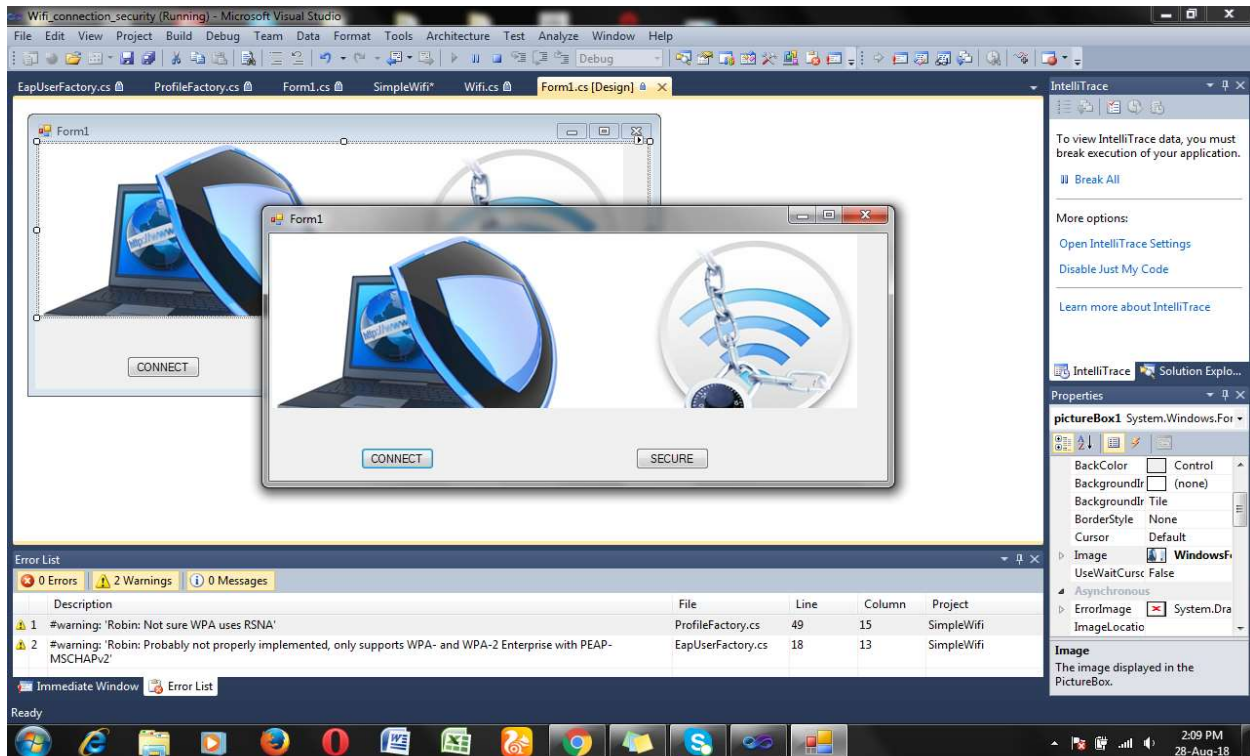 Wifi_connection_security (Running) - Microsoft Visual Studio
File Edit View Project Build Debug Team Data Format Tools Architecture Test Analyze Window Help
Debug
EapUserFactory.cs ProfileFactory.cs Form1.cs SimpleWifi* Wifi.cs Form1.cs [Design]
Form1
CONNECT
Form1
CONNECT SECURE
IntelliTrace
To view IntelliTrace data, you must
break execution of your application.
Break All
More options:
Open IntelliTrace Settings
Disable Just My Code
Learn more about IntelliTrace
IntelliTrace Solution Explo...
Properties
pictureBox1 System.Windows.For
BackColor Control
BackgroundIr (none)
BackgroundIr Tile
BorderStyle None
Cursor Default
Image WindowsF
UseWaitCursc False
Asynchronous
ErrorImage System.Dra
ImageLocatio
Image
The image displayed in the
PictureBox.
Error List
0 Errors 2 Warnings 0 Messages
Description File Line Column Project
1 #warning: 'Robin: Not sure WPA uses RSNA' ProfileFactory.cs 49 15 SimpleWifi
2 #warning: 'Robin: Probably not properly implemented, only supports WPA- and WPA-2 Enterprise with PEAP- EapUserFactory.cs 18 13 SimpleWifi
MSCHAPv2'
Immediate Window Error List
Ready
2:09 PM
28-Aug-18